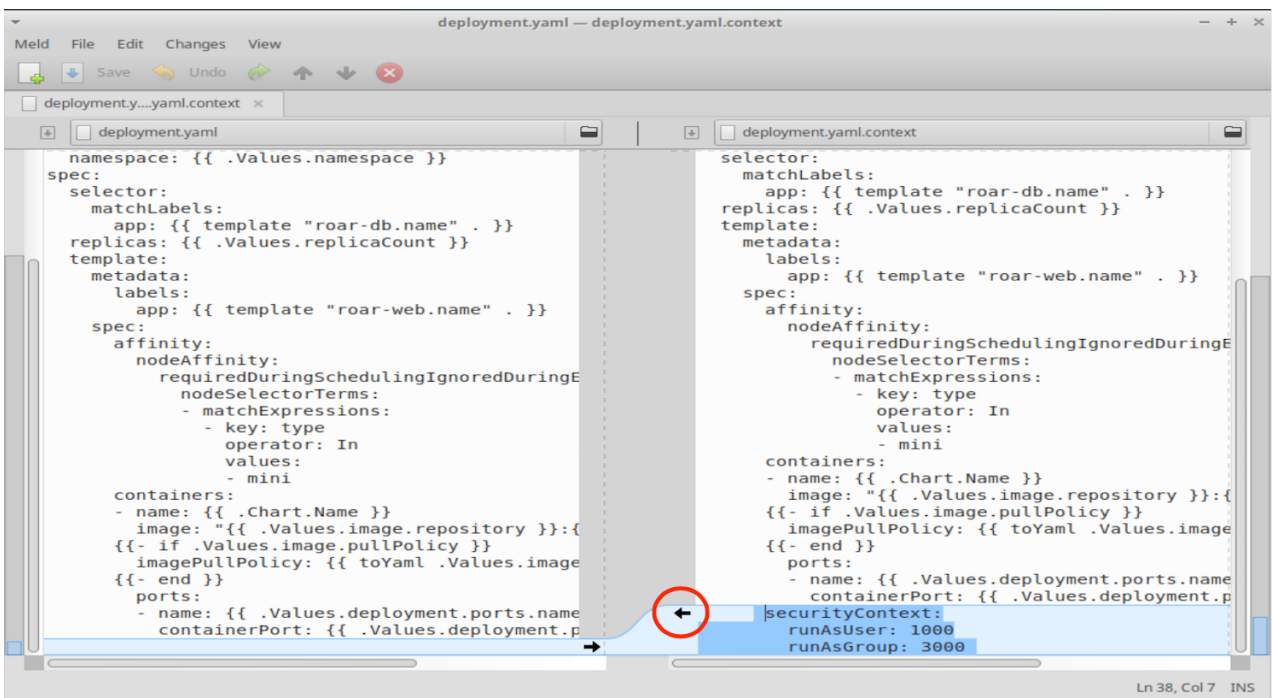 deployment.yaml — deployment.yaml.context
Meld File Edit Changes View
Save Undo
deployment.y....yaml.context ×
deployment.yaml
namespace: {{ .Values.namespace }}
spec:
  selector:
    matchLabels:
      app: {{ template "roar-db.name" . }}
  replicas: {{ .Values.replicaCount }}
  template:
    metadata:
      labels:
        app: {{ template "roar-web.name" . }}
    spec:
      affinity:
        nodeAffinity:
          requiredDuringSchedulingIgnoredDuringE
            nodeSelectorTerms:
            - matchExpressions:
              - key: type
                operator: In
                values:
                - mini
      containers:
      - name: {{ .Chart.Name }}
        image: "{{ .Values.image.repository }}:{
      {{- if .Values.image.pullPolicy }}
        imagePullPolicy: {{ toYaml .Values.image
      {{- end }}
        ports:
        - name: {{ .Values.deployment.ports.name
          containerPort: {{ .Values.deployment.p
deployment.yaml.context
selector:
  matchLabels:
    app: {{ template "roar-db.name" . }}
replicas: {{ .Values.replicaCount }}
template:
  metadata:
    labels:
      app: {{ template "roar-web.name" . }}
  spec:
    affinity:
      nodeAffinity:
        requiredDuringSchedulingIgnoredDuringE
          nodeSelectorTerms:
          - matchExpressions:
            - key: type
              operator: In
              values:
              - mini
    containers:
    - name: {{ .Chart.Name }}
      image: "{{ .Values.image.repository }}:{
    {{- if .Values.image.pullPolicy }}
      imagePullPolicy: {{ toYaml .Values.image
    {{- end }}
      ports:
      - name: {{ .Values.deployment.ports.name
        containerPort: {{ .Values.deployment.p
    securityContext:
      runAsUser: 1000
      runAsGroup: 3000
Ln 38, Col 7 INS